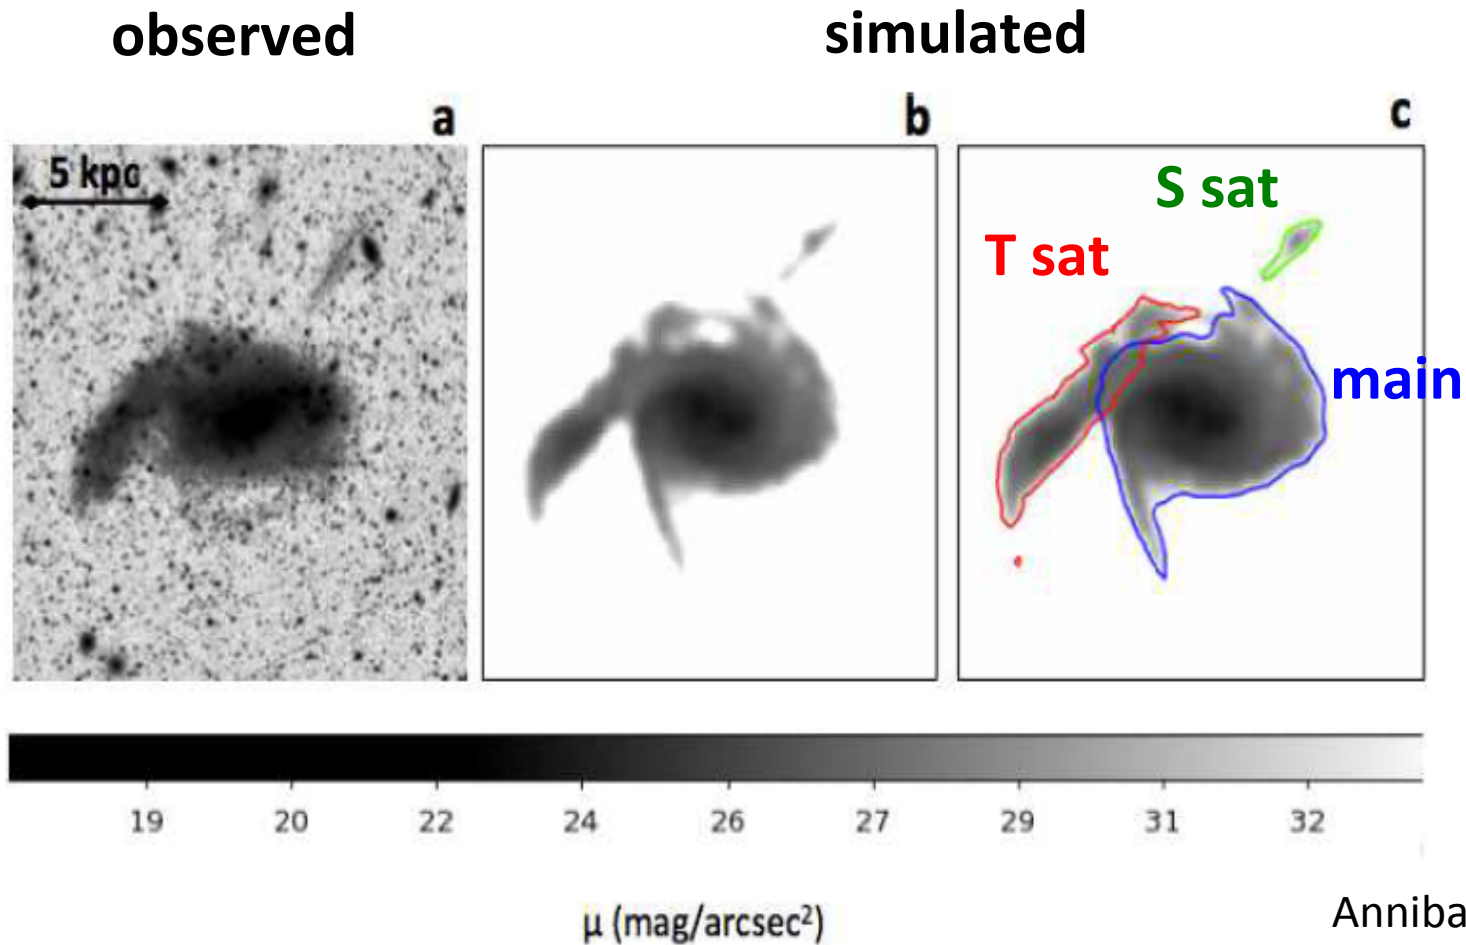 observed
simulated
a
b
c
5 kpc
S sat
T sat
main
19 20 22 24 26 27 29 31 32
μ (mag/arcsec²)
Anniba